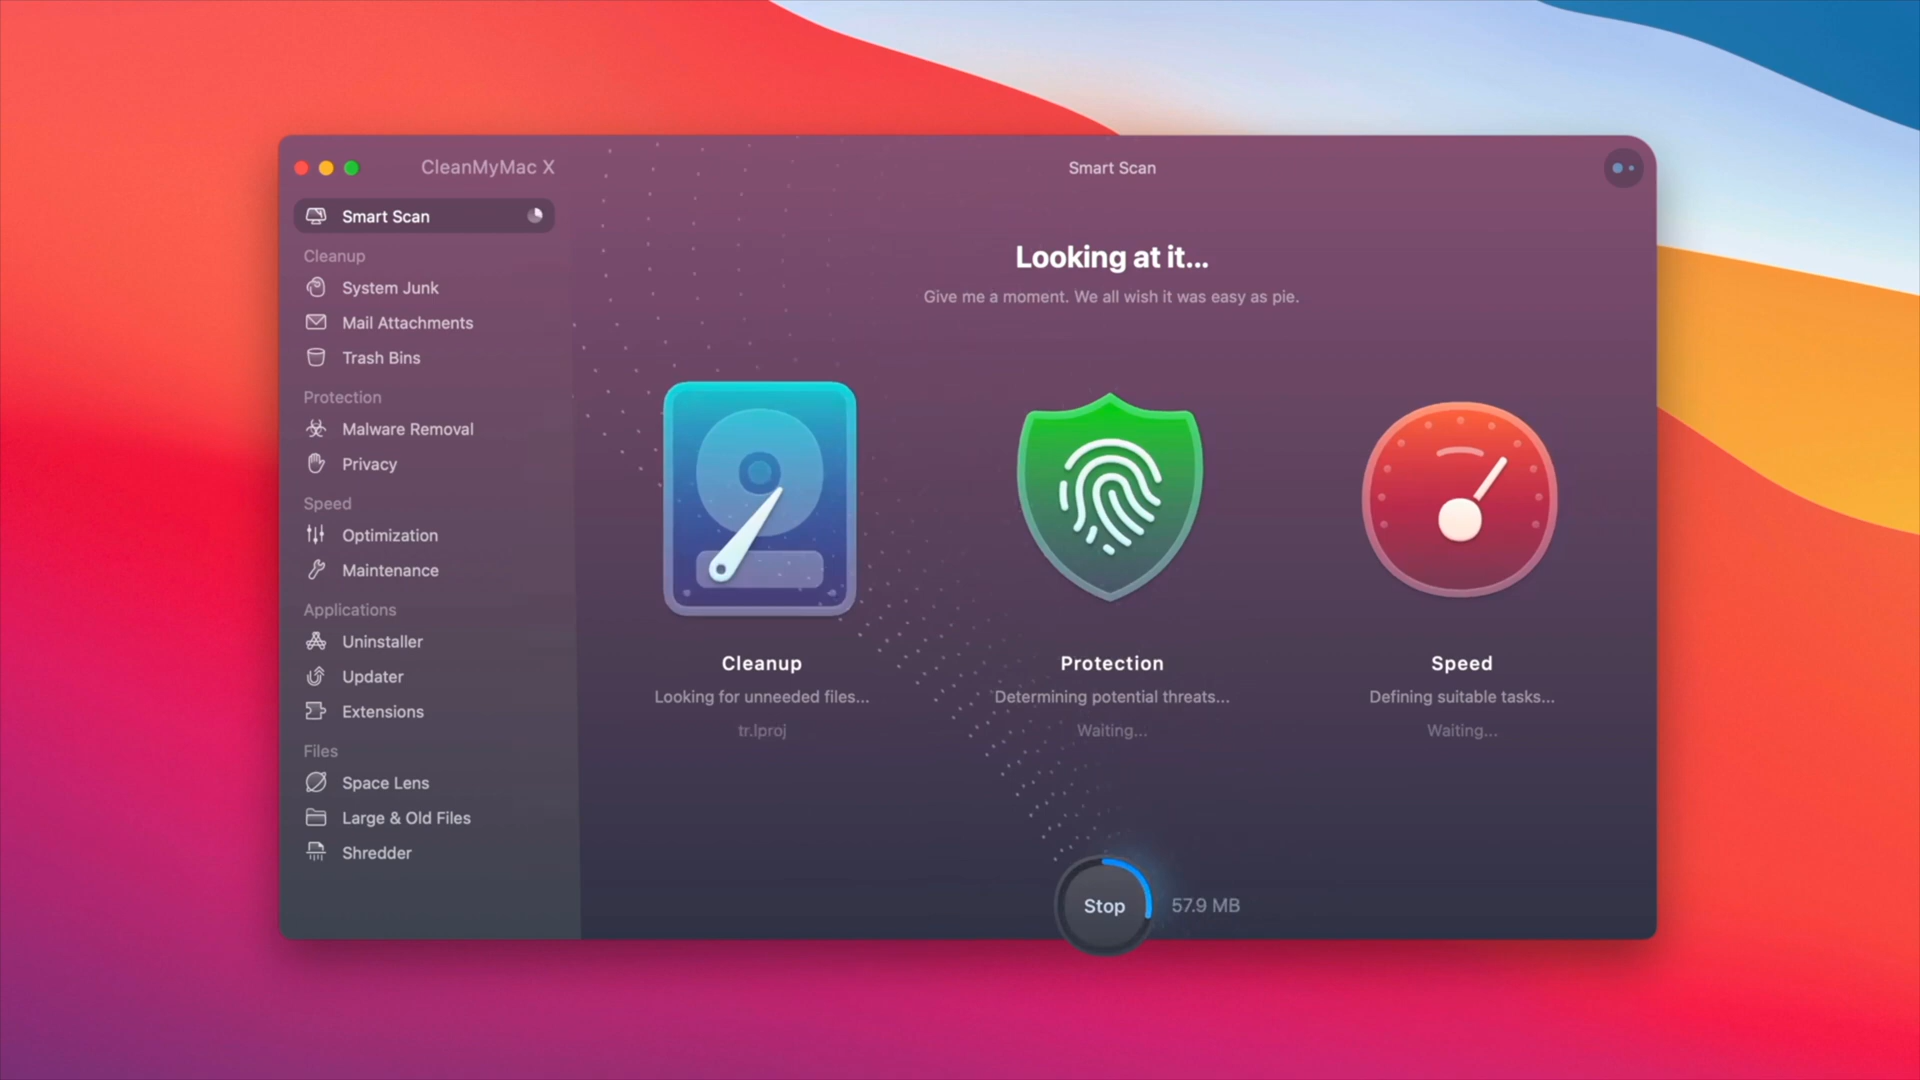 CleanMyMac X
Smart Scan
Smart Scan
Cleanup
System Junk
Mail Attachments
Trash Bins
Protection
Malware Removal
Privacy
Speed
Optimization
Maintenance
Applications
Uninstaller
Updater
Extensions
Files
Space Lens
Large & Old Files
Shredder
Looking at it...
Give me a moment. We all wish it was easy as pie.
Cleanup
Looking for unneeded files...
tr.lproj
Protection
Determining potential threats...
Waiting...
Speed
Defining suitable tasks...
Waiting...
Stop
57.9 MB